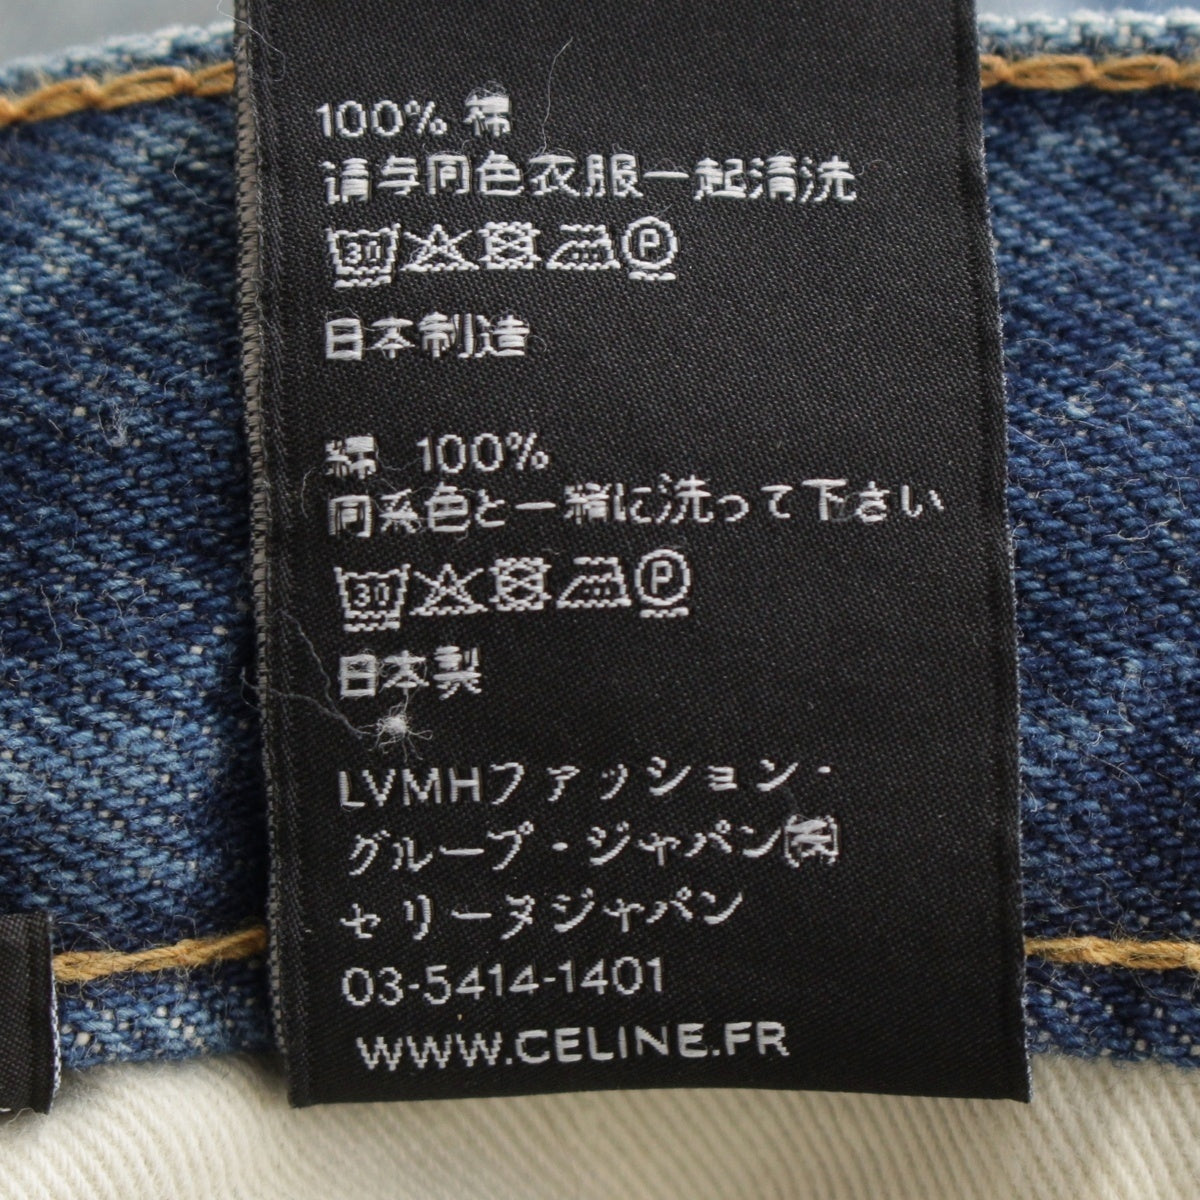 100% 棉
请与同色衣服一起清洗
30 P
日本制造
綿 100%
同系色と一緒に洗って下さい
30 P
日本製
LVMHファッション・
グループ・ジャパン㈱
セリーヌジャパン
03-5414-1401
WWW.CELINE.FR